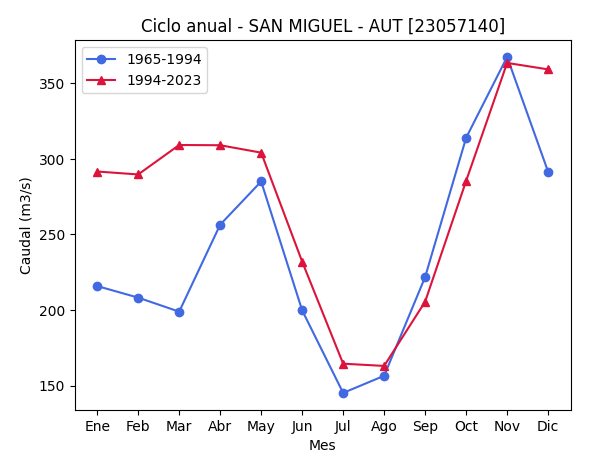 Ciclo anual - SAN MIGUEL - AUT [23057140]
1965-1994
1994-2023
Caudal (m3/s)
350
300
250
200
150
Ene Feb Mar Abr May Jun Jul Ago Sep Oct Nov Dic
Mes